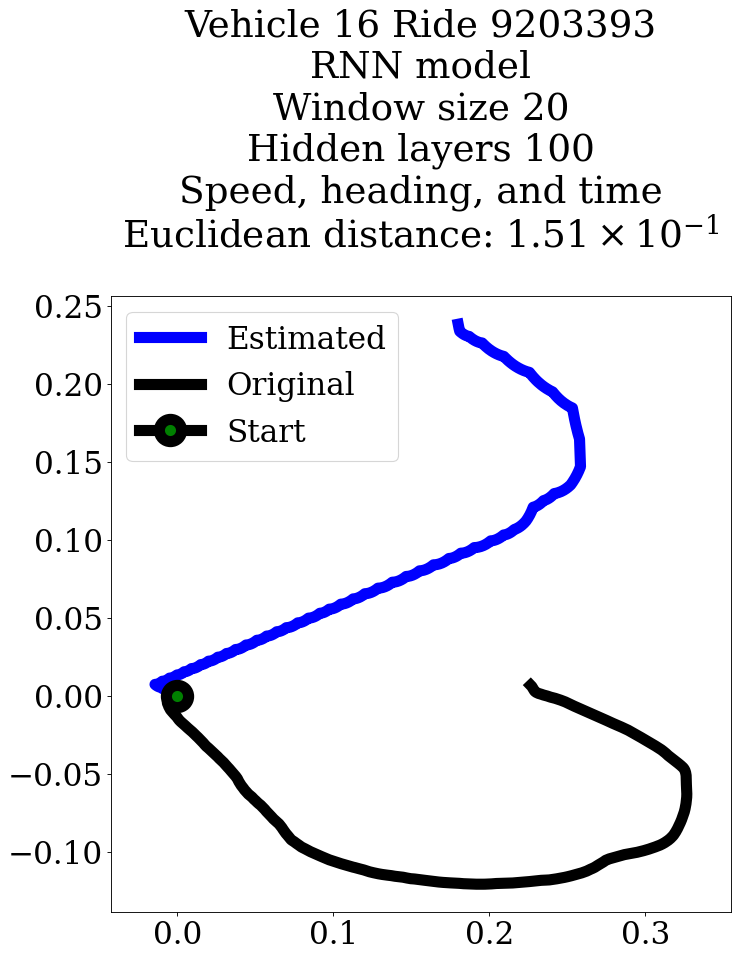 Vehicle 16 Ride 9203393
RNN model
Window size 20
Hidden layers 100
Speed, heading, and time
Euclidean distance: 1.51 × 10⁻¹
Estimated
Original
Start
0.25
0.20
0.15
0.10
0.05
0.00
−0.05
−0.10
0.0 0.1 0.2 0.3